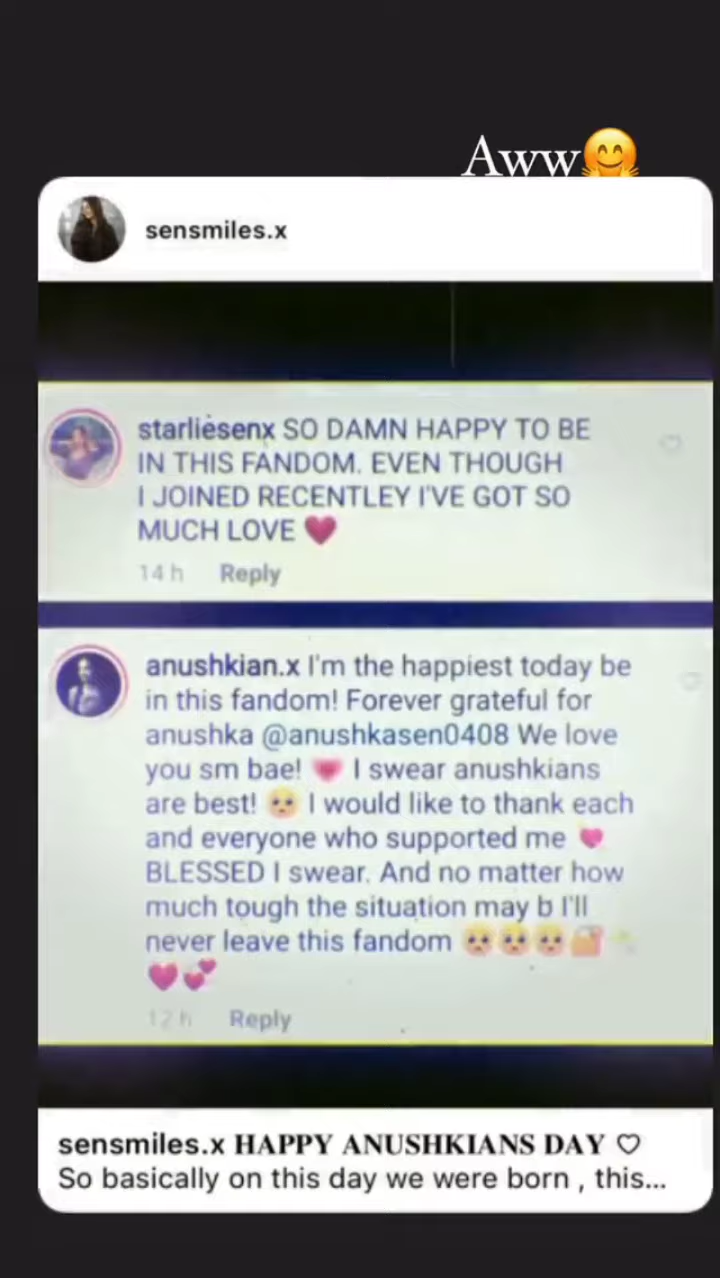 Aww🤗
sensmiles.x
starliesenx SO DAMN HAPPY TO BE
IN THIS FANDOM. EVEN THOUGH
I JOINED RECENTLEY I'VE GOT SO
MUCH LOVE ❤️
14 h Reply
anushkian.x I'm the happiest today be
in this fandom! Forever grateful for
anushka @anushkasen0408 We love
you sm bae! 💗 I swear anushkians
are best! 🥺 I would like to thank each
and everyone who supported me 💘
BLESSED I swear. And no matter how
much tough the situation may b I'll
never leave this fandom 🥺🥺🥺🔐✨
❤️💕
12 h Reply
sensmiles.x HAPPY ANUSHKIANS DAY ♡
So basically on this day we were born , this...